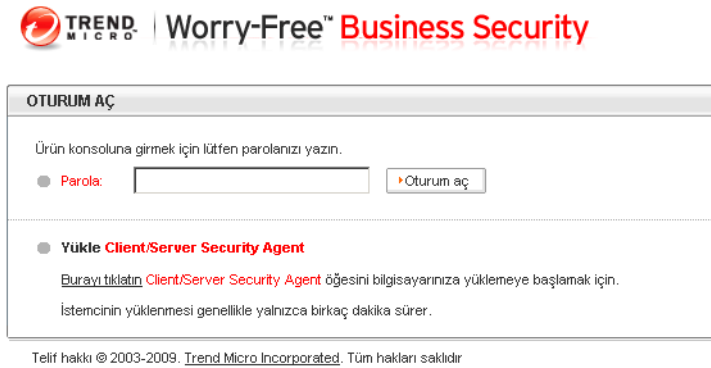 TREND MICRO Worry-Free™ Business Security
OTURUM AÇ
Ürün konsoluna girmek için lütfen parolanızı yazın.
Parola: Oturum aç
Yükle Client/Server Security Agent
Burayı tıklatın Client/Server Security Agent öğesini bilgisayarınıza yüklemeye başlamak için.
İstemcinin yüklenmesi genellikle yalnızca birkaç dakika sürer.
Telif hakkı © 2003-2009. Trend Micro Incorporated. Tüm hakları saklıdır